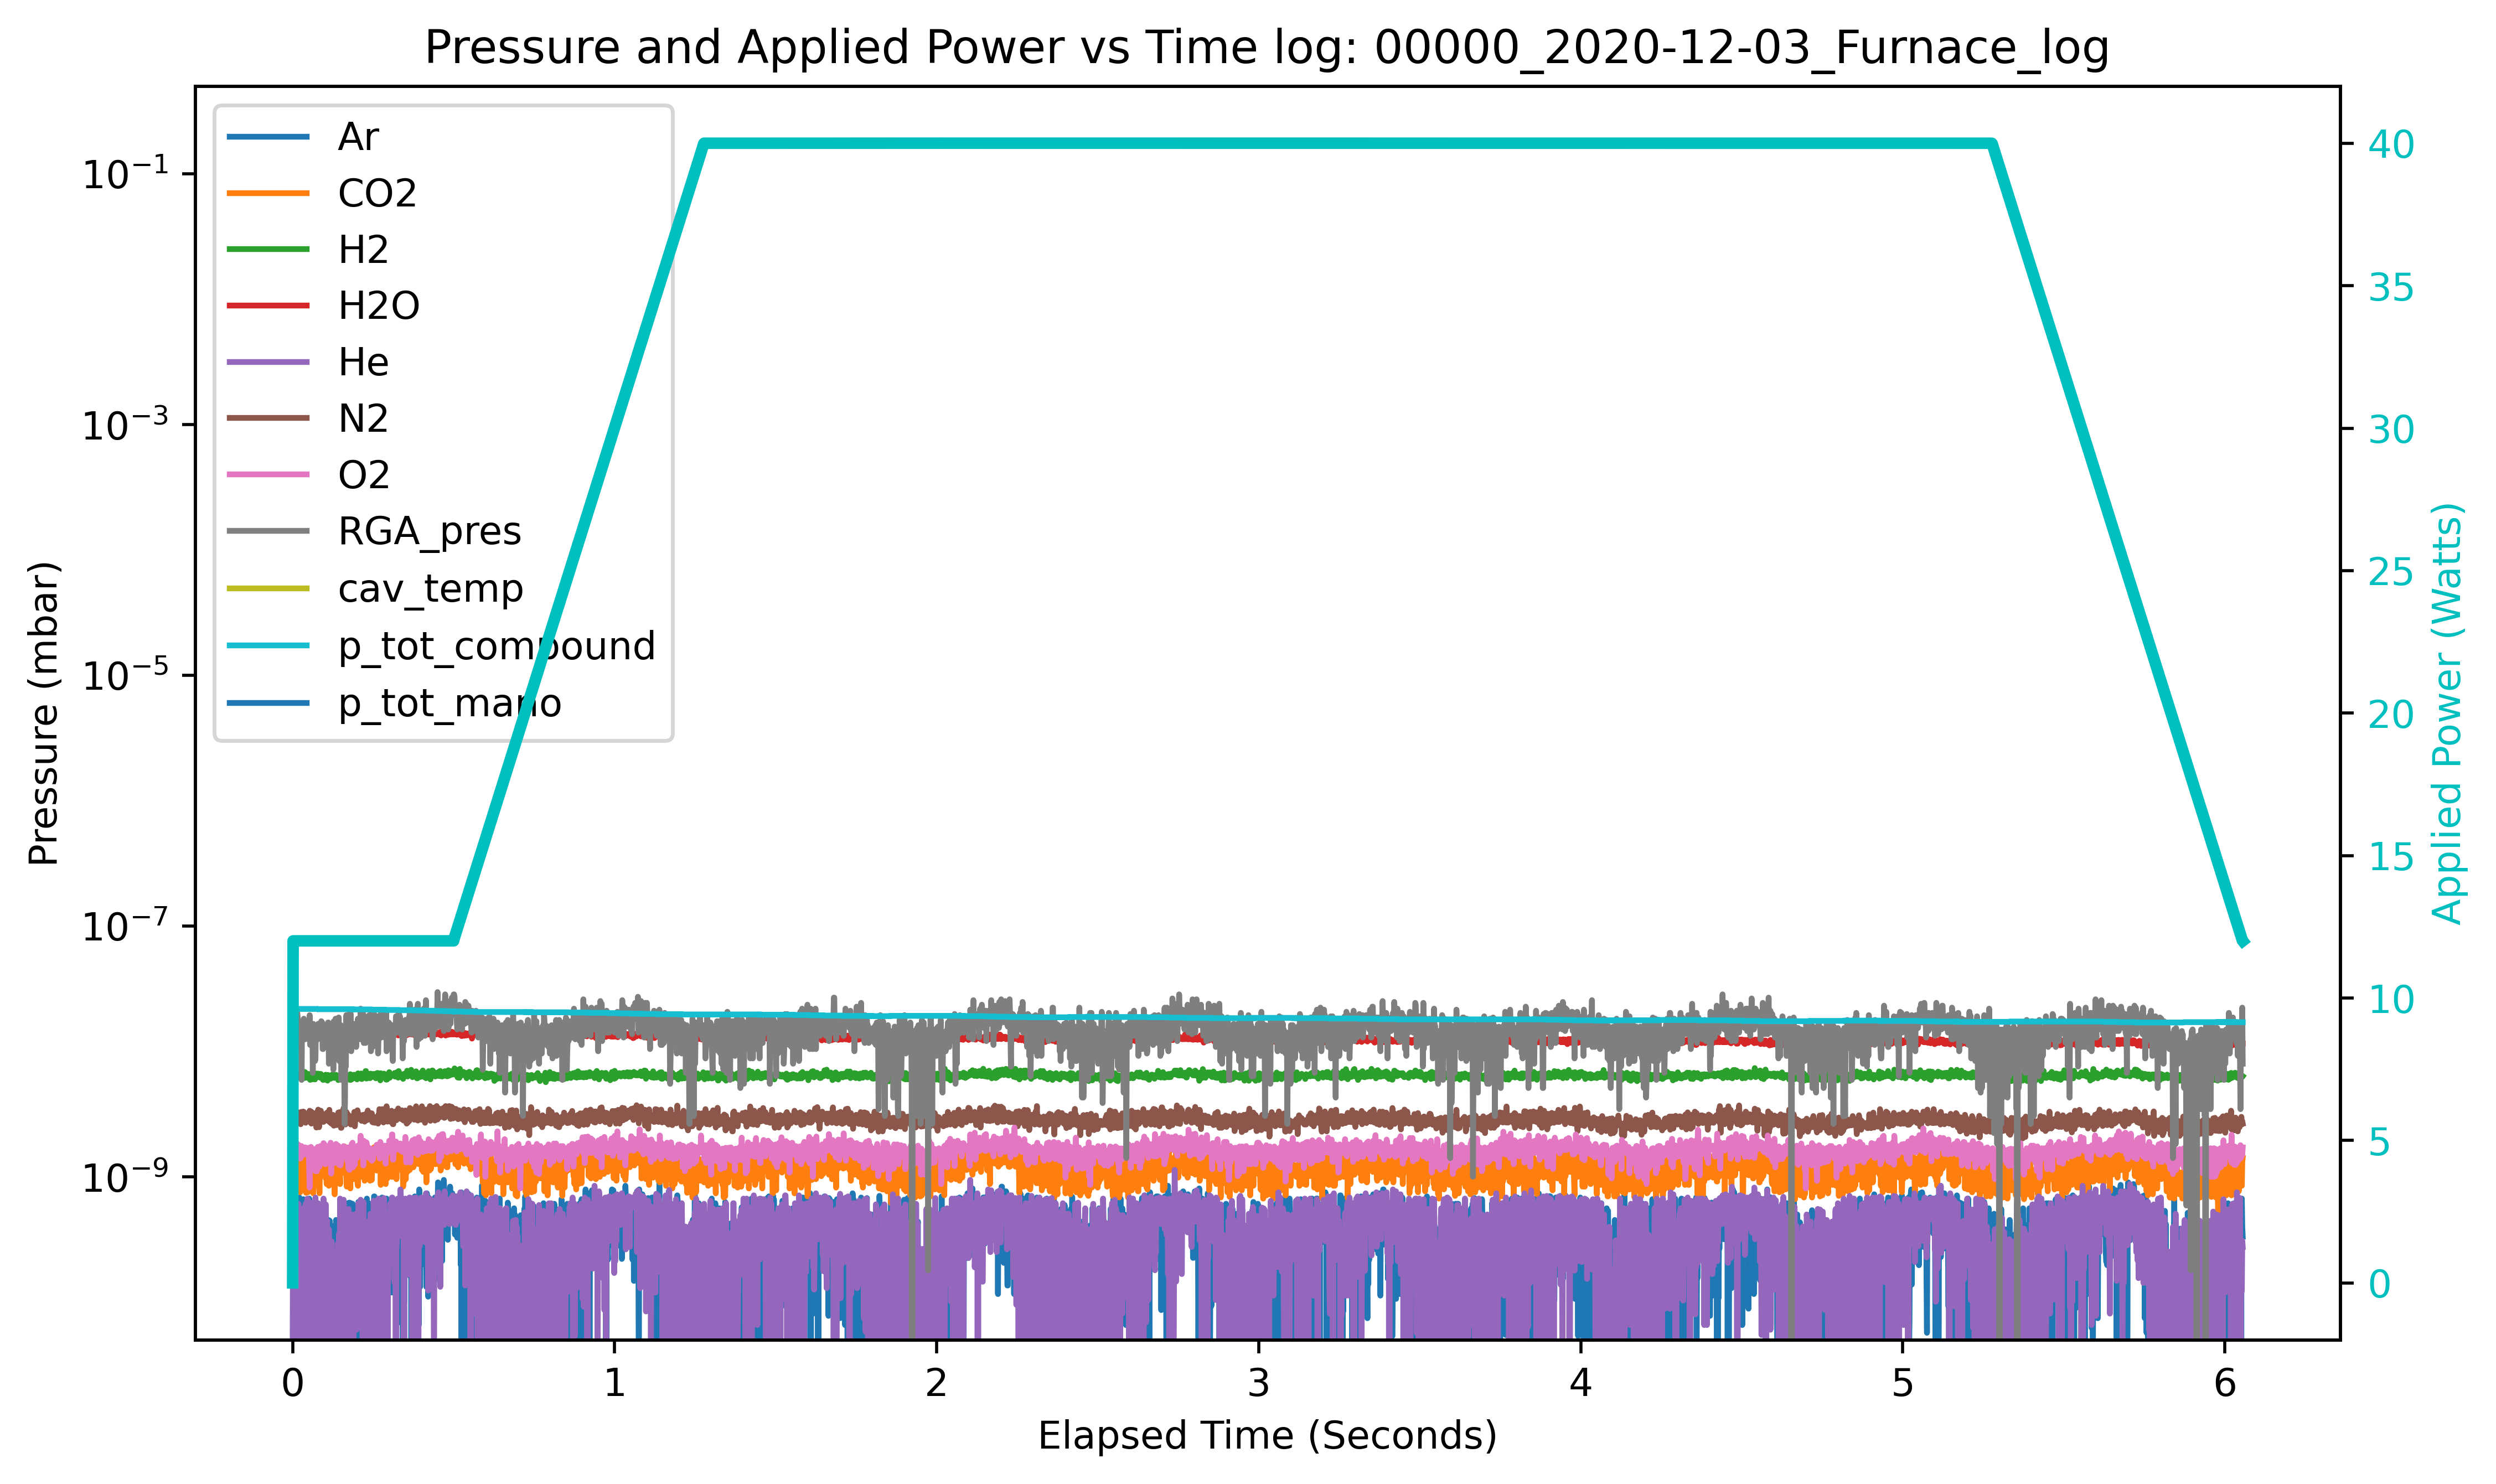 Pressure and Applied Power vs Time log: 00000_2020-12-03_Furnace_log
Ar
CO2
H2
H2O
He
N2
O2
RGA_pres
cav_temp
p_tot_compound
p_tot_mano
Pressure (mbar)
10⁻¹
10⁻³
10⁻⁵
10⁻⁷
10⁻⁹
40
35
30
25
20
15
10
5
0
Applied Power (Watts)
0 1 2 3 4 5 6
Elapsed Time (Seconds)